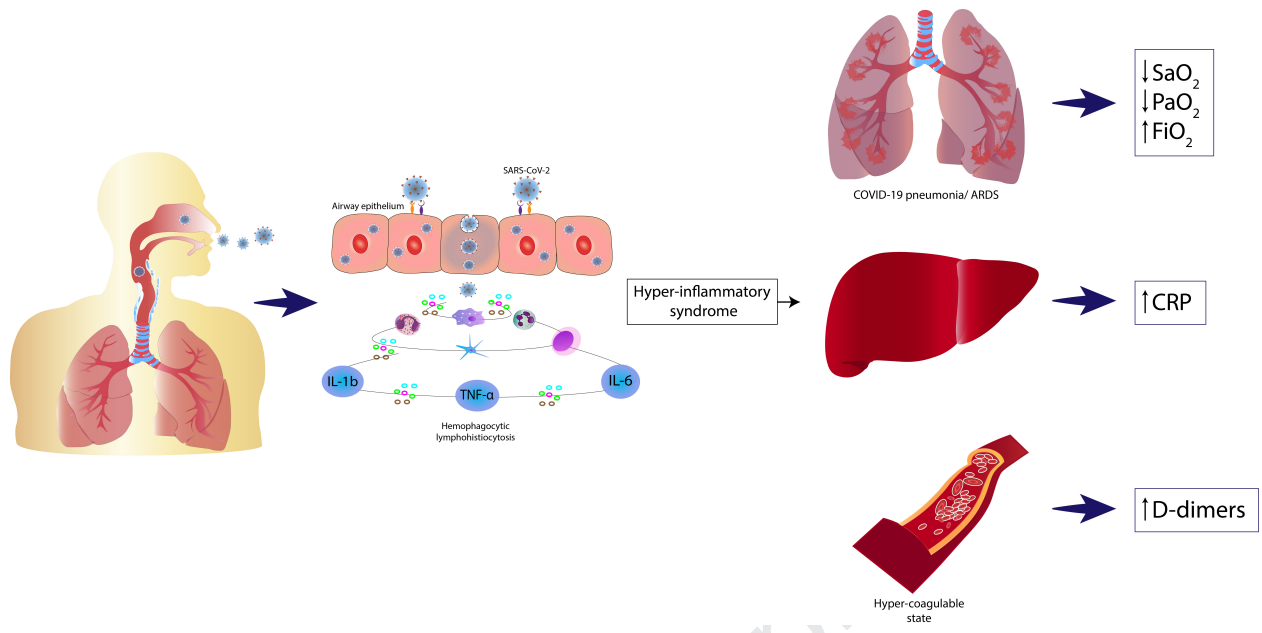 SARS-CoV-2
Airway epithelium
IL-1b
TNF-α
IL-6
Hemophagocytic
lymphohistiocytosis
Hyper-inflammatory
syndrome
COVID-19 pneumonia/ ARDS
↓SaO2
↓PaO2
↑FiO2
↑CRP
Hyper-coagulable
state
↑D-dimers